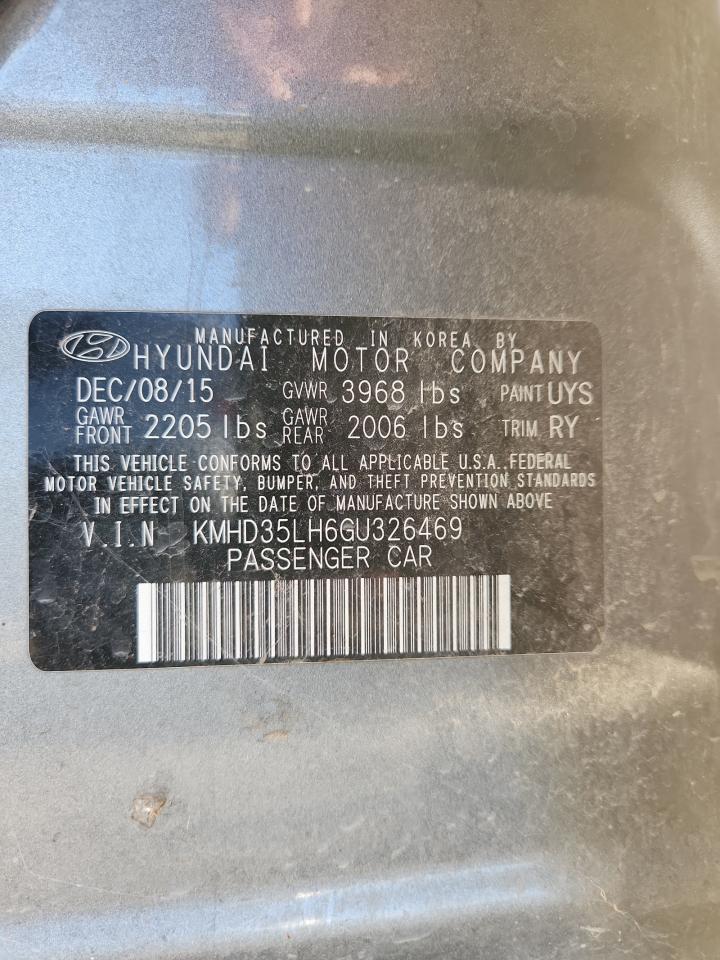 MANUFACTURED IN KOREA BY
HYUNDAI MOTOR COMPANY
DEC/08/15 GVWR 3968 lbs PAINT UYS
GAWR FRONT 2205 lbs GAWR REAR 2006 lbs TRIM RY
THIS VEHICLE CONFORMS TO ALL APPLICABLE U.S.A. FEDERAL
MOTOR VEHICLE SAFETY, BUMPER, AND THEFT PREVENTION STANDARDS
IN EFFECT ON THE DATE OF MANUFACTURE SHOWN ABOVE
V.I.N KMHD35LH6GU326469
PASSENGER CAR